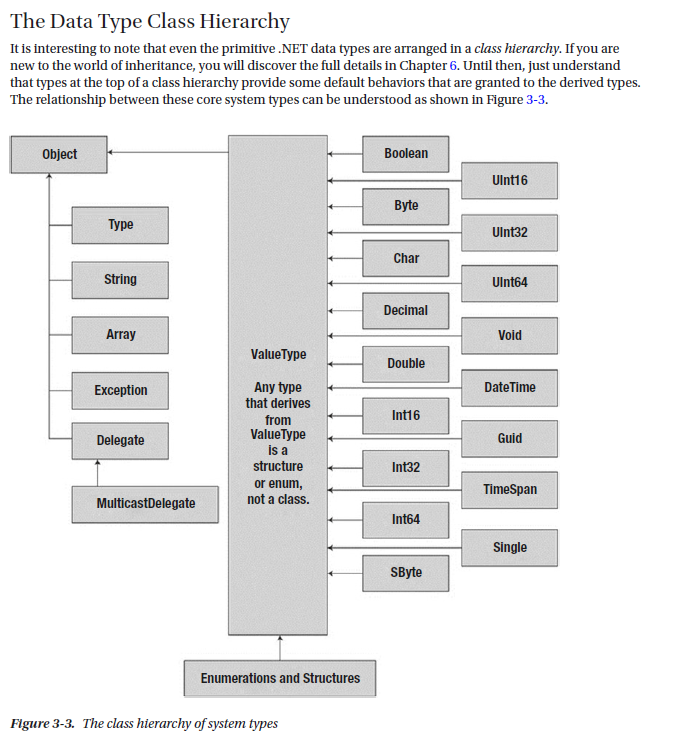 The Data Type Class Hierarchy
It is interesting to note that even the primitive .NET data types are arranged in a class hierarchy. If you are
new to the world of inheritance, you will discover the full details in Chapter 6. Until then, just understand
that types at the top of a class hierarchy provide some default behaviors that are granted to the derived types.
The relationship between these core system types can be understood as shown in Figure 3-3.
Object
Type
String
Array
Exception
Delegate
MulticastDelegate
ValueType
Any type
that derives
from
ValueType
is a
structure
or enum,
not a class.
Boolean
UInt16
Byte
UInt32
Char
UInt64
Decimal
Void
Double
DateTime
Int16
Guid
Int32
TimeSpan
Int64
Single
SByte
Enumerations and Structures
Figure 3-3. The class hierarchy of system types